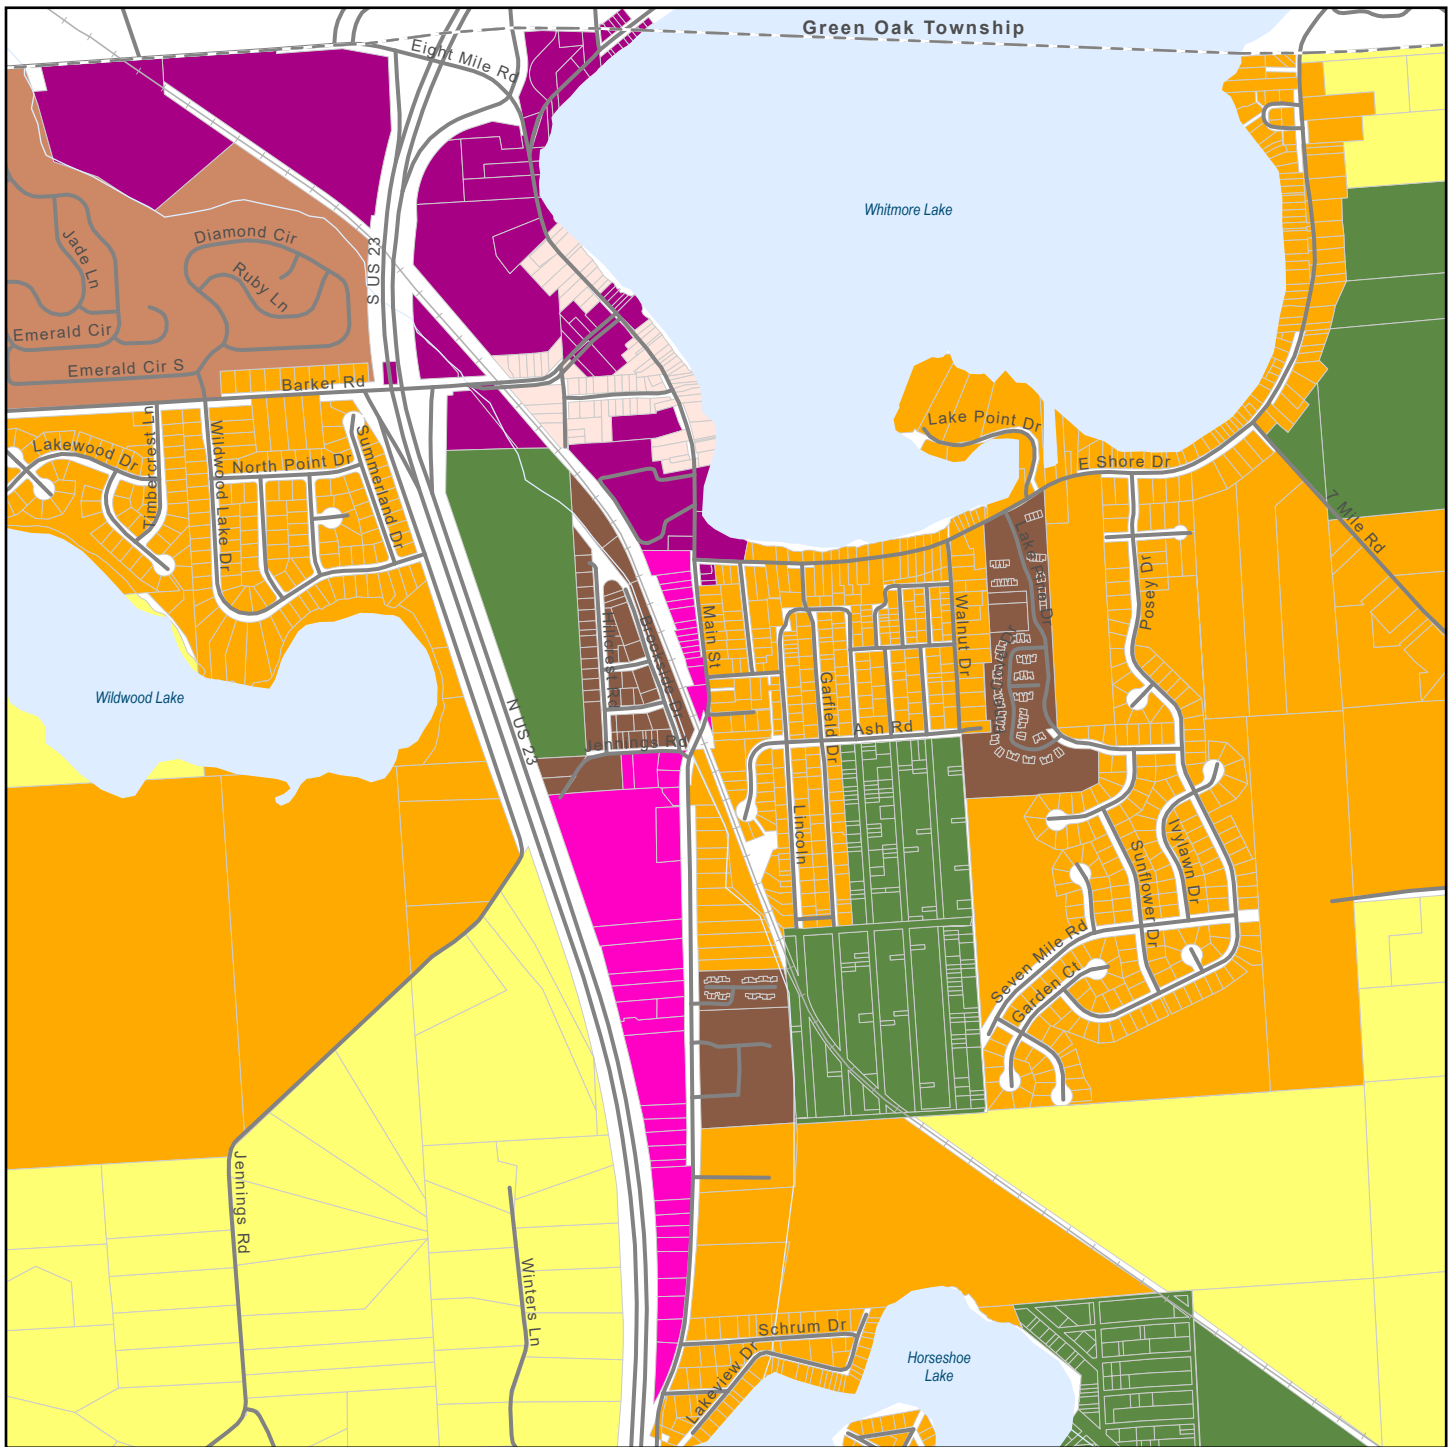 Green Oak Township
Eight Mile Rd
Whitmore Lake
Jade Ln
Diamond Cir
Ruby Ln
S US 23
Emerald Cir
Emerald Cir S
Barker Rd
Lake Point Dr
Lakewood Dr
Timbercrest Ln
Wildwood Lake Dr
North Point Dr
Summerland Dr
E Shore Dr
7 Mile Rd
Posey Dr
Walnut Dr
Main St
Hillcrest Rd
Brookside Dr
Garfield Dr
Wildwood Lake
N US 23
Jennings Rd
Ash Rd
Lincoln
Ivylawn Dr
Sunflower Dr
Seven Mile Rd
Garden Ct
Jennings Rd
Winters Ln
Schrum Dr
Lakeview Dr
Horseshoe
Lake